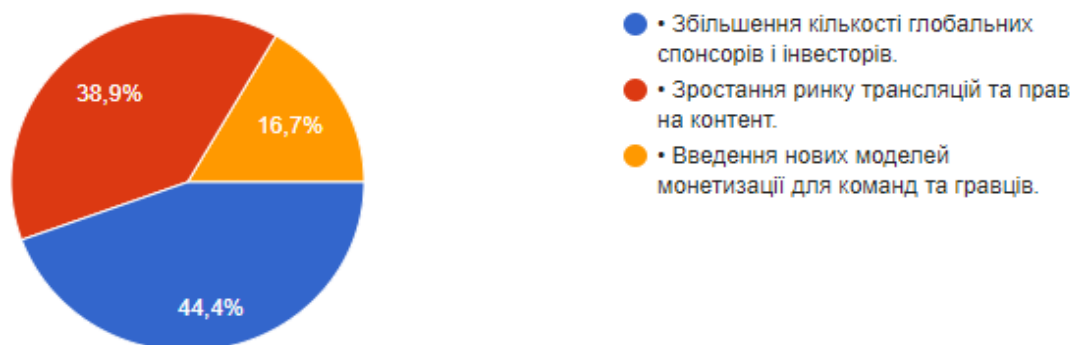 38,9%
16,7%
44,4%
• Збільшення кількості глобальних
спонсорів і інвесторів.
• Зростання ринку трансляцій та прав
на контент.
• Введення нових моделей
монетизації для команд та гравців.